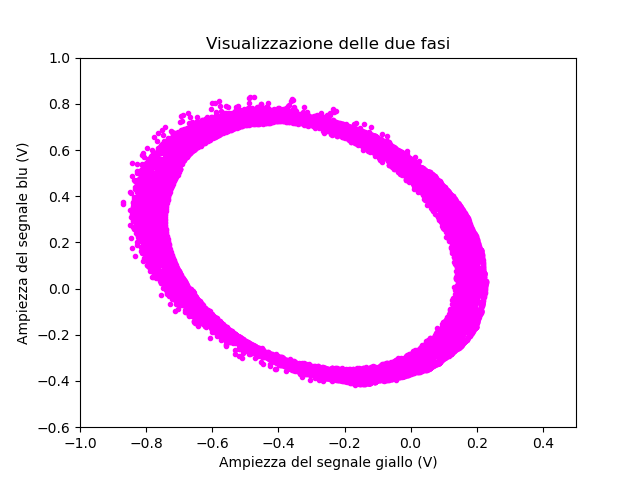 Visualizzazione delle due fasi
1.0
0.8
0.6
0.4
0.2
0.0
−0.2
−0.4
−0.6
Ampiezza del segnale blu (V)
−1.0 −0.8 −0.6 −0.4 −0.2 0.0 0.2 0.4
Ampiezza del segnale giallo (V)